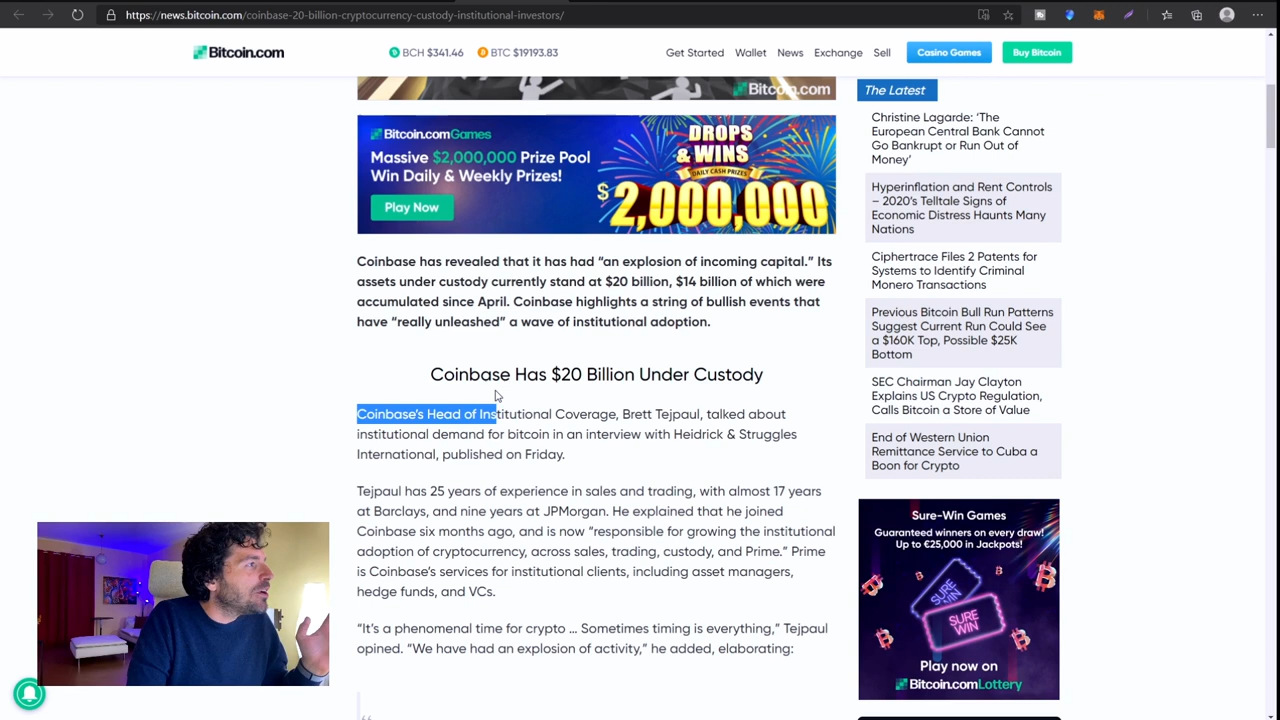 https://news.bitcoin.com/coinbase-20-billion-cryptocurrency-custody-institutional-investors/
Bitcoin.com
BCH $341.46 BTC $19193.83
Get Started Wallet News Exchange Sell Casino Games Buy Bitcoin
Bitcoin.com
Bitcoin.com Games
Massive $2,000,000 Prize Pool
Win Daily & Weekly Prizes!
Play Now
DROPS
& WINS
DAILY CASH PRIZES
$2,000,000
Coinbase has revealed that it has had “an explosion of incoming capital.” Its
assets under custody currently stand at $20 billion, $14 billion of which were
accumulated since April. Coinbase highlights a string of bullish events that
have “really unleashed” a wave of institutional adoption.
Coinbase Has $20 Billion Under Custody
Coinbase’s Head of Institutional Coverage, Brett Tejpaul, talked about
institutional demand for bitcoin in an interview with Heidrick & Struggles
International, published on Friday.
Tejpaul has 25 years of experience in sales and trading, with almost 17 years
at Barclays, and nine years at JPMorgan. He explained that he joined
Coinbase six months ago, and is now “responsible for growing the institutional
adoption of cryptocurrency, across sales, trading, custody, and Prime.” Prime
is Coinbase’s services for institutional clients, including asset managers,
hedge funds, and VCs.
“It’s a phenomenal time for crypto … Sometimes timing is everything,” Tejpaul
opined. “We have had an explosion of activity,” he added, elaborating:
“
The Latest
Christine Lagarde: ‘The
European Central Bank Cannot
Go Bankrupt or Run Out of
Money’
Hyperinflation and Rent Controls
– 2020’s Telltale Signs of
Economic Distress Haunts Many
Nations
Ciphertrace Files 2 Patents for
Systems to Identify Criminal
Monero Transactions
Previous Bitcoin Bull Run Patterns
Suggest Current Run Could See
a $160K Top, Possible $25K
Bottom
SEC Chairman Jay Clayton
Explains US Crypto Regulation,
Calls Bitcoin a Store of Value
End of Western Union
Remittance Service to Cuba a
Boon for Crypto
Sure-Win Games
Guaranteed winners on every draw!
Up to €25,000 in Jackpots!
SURE
WIN
SURE
WIN
Play now on
Bitcoin.com Lottery